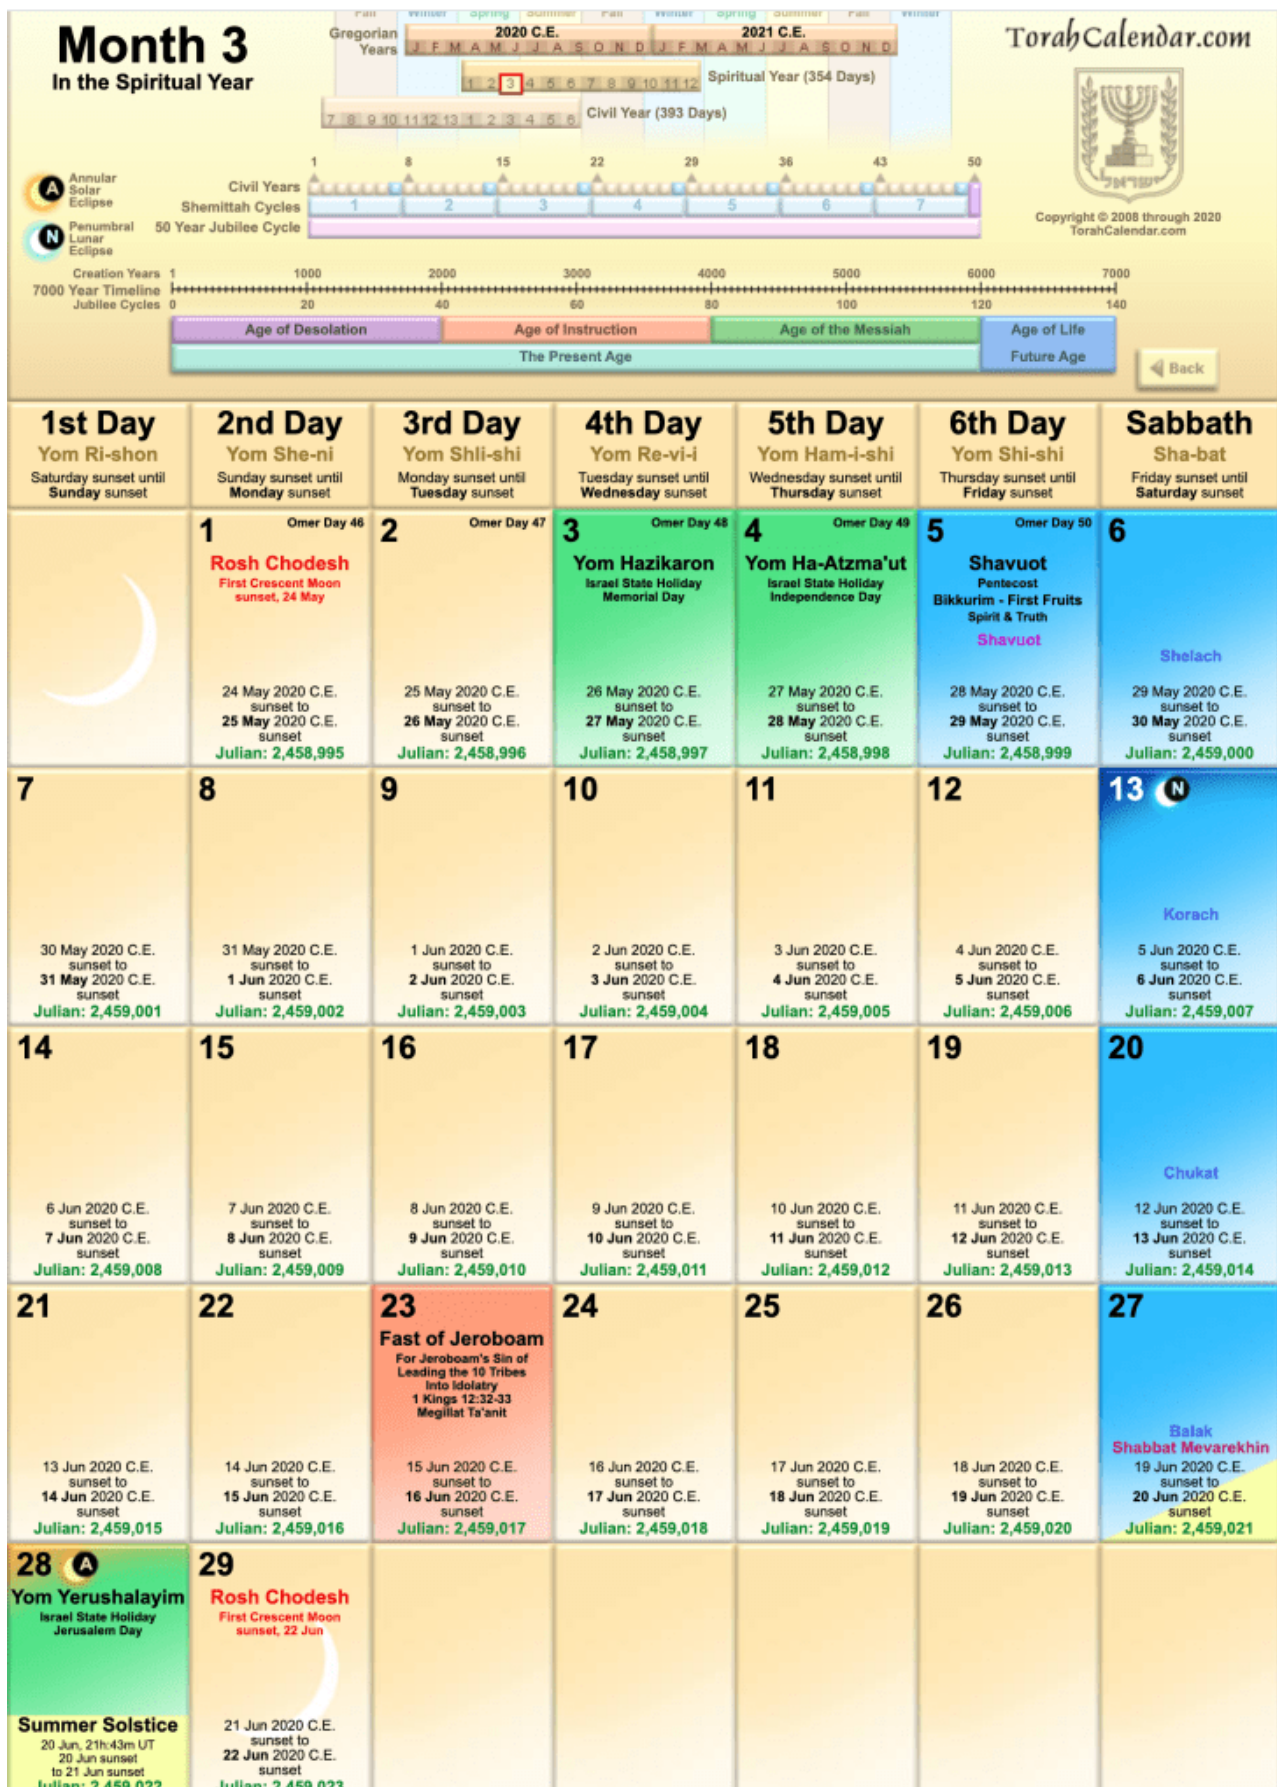 Fall Winter Spring Summer Fall Winter Spring Summer Fall Winter
Month 3
In the Spiritual Year
Gregorian
Years
2020 C.E.
2021 C.E.
J F M A M J J A S O N D J F M A M J J A S O N D
1 2 3 4 5 6 7 8 9 10 11 12
Spiritual Year (354 Days)
7 8 9 10 11 12 13 1 2 3 4 5 6
Civil Year (393 Days)
TorahCalendar.com
ישראל
Copyright © 2008 through 2020
TorahCalendar.com
A
Annular
Solar
Eclipse
N
Penumbral
Lunar
Eclipse
1 8 15 22 29 36 43 50
Civil Years
Shemittah Cycles
1 2 3 4 5 6 7
50 Year Jubilee Cycle
Creation Years 1 1000 2000 3000 4000 5000 6000 7000
7000 Year Timeline
Jubilee Cycles 0 20 40 60 80 100 120 140
Age of Desolation
Age of Instruction
Age of the Messiah
Age of Life
The Present Age
Future Age
Back
1st Day
Yom Ri-shon
Saturday sunset until
Sunday sunset
2nd Day
Yom She-ni
Sunday sunset until
Monday sunset
3rd Day
Yom Shli-shi
Monday sunset until
Tuesday sunset
4th Day
Yom Re-vi-i
Tuesday sunset until
Wednesday sunset
5th Day
Yom Ham-i-shi
Wednesday sunset until
Thursday sunset
6th Day
Yom Shi-shi
Thursday sunset until
Friday sunset
Sabbath
Sha-bat
Friday sunset until
Saturday sunset
1
Omer Day 46
Rosh Chodesh
First Crescent Moon
sunset, 24 May
24 May 2020 C.E.
sunset to
25 May 2020 C.E.
sunset
Julian: 2,458,995
2
Omer Day 47
25 May 2020 C.E.
sunset to
26 May 2020 C.E.
sunset
Julian: 2,458,996
3
Omer Day 48
Yom Hazikaron
Israel State Holiday
Memorial Day
26 May 2020 C.E.
sunset to
27 May 2020 C.E.
sunset
Julian: 2,458,997
4
Omer Day 49
Yom Ha-Atzma'ut
Israel State Holiday
Independence Day
27 May 2020 C.E.
sunset to
28 May 2020 C.E.
sunset
Julian: 2,458,998
5
Omer Day 50
Shavuot
Pentecost
Bikkurim - First Fruits
Spirit & Truth
Shavuot
28 May 2020 C.E.
sunset to
29 May 2020 C.E.
sunset
Julian: 2,458,999
6
Shelach
29 May 2020 C.E.
sunset to
30 May 2020 C.E.
sunset
Julian: 2,459,000
7
30 May 2020 C.E.
sunset to
31 May 2020 C.E.
sunset
Julian: 2,459,001
8
31 May 2020 C.E.
sunset to
1 Jun 2020 C.E.
sunset
Julian: 2,459,002
9
1 Jun 2020 C.E.
sunset to
2 Jun 2020 C.E.
sunset
Julian: 2,459,003
10
2 Jun 2020 C.E.
sunset to
3 Jun 2020 C.E.
sunset
Julian: 2,459,004
11
3 Jun 2020 C.E.
sunset to
4 Jun 2020 C.E.
sunset
Julian: 2,459,005
12
4 Jun 2020 C.E.
sunset to
5 Jun 2020 C.E.
sunset
Julian: 2,459,006
13 N
Korach
5 Jun 2020 C.E.
sunset to
6 Jun 2020 C.E.
sunset
Julian: 2,459,007
14
6 Jun 2020 C.E.
sunset to
7 Jun 2020 C.E.
sunset
Julian: 2,459,008
15
7 Jun 2020 C.E.
sunset to
8 Jun 2020 C.E.
sunset
Julian: 2,459,009
16
8 Jun 2020 C.E.
sunset to
9 Jun 2020 C.E.
sunset
Julian: 2,459,010
17
9 Jun 2020 C.E.
sunset to
10 Jun 2020 C.E.
sunset
Julian: 2,459,011
18
10 Jun 2020 C.E.
sunset to
11 Jun 2020 C.E.
sunset
Julian: 2,459,012
19
11 Jun 2020 C.E.
sunset to
12 Jun 2020 C.E.
sunset
Julian: 2,459,013
20
Chukat
12 Jun 2020 C.E.
sunset to
13 Jun 2020 C.E.
sunset
Julian: 2,459,014
21
13 Jun 2020 C.E.
sunset to
14 Jun 2020 C.E.
sunset
Julian: 2,459,015
22
14 Jun 2020 C.E.
sunset to
15 Jun 2020 C.E.
sunset
Julian: 2,459,016
23
Fast of Jeroboam
For Jeroboam's Sin of
Leading the 10 Tribes
Into Idolatry
1 Kings 12:32-33
Megillat Ta'anit
15 Jun 2020 C.E.
sunset to
16 Jun 2020 C.E.
sunset
Julian: 2,459,017
24
16 Jun 2020 C.E.
sunset to
17 Jun 2020 C.E.
sunset
Julian: 2,459,018
25
17 Jun 2020 C.E.
sunset to
18 Jun 2020 C.E.
sunset
Julian: 2,459,019
26
18 Jun 2020 C.E.
sunset to
19 Jun 2020 C.E.
sunset
Julian: 2,459,020
27
Balak
Shabbat Mevarekhin
19 Jun 2020 C.E.
sunset to
20 Jun 2020 C.E.
sunset
Julian: 2,459,021
28 A
Yom Yerushalayim
Israel State Holiday
Jerusalem Day
Summer Solstice
20 Jun, 21h:43m UT
20 Jun sunset
to 21 Jun sunset
Julian: 2,459,022
29
Rosh Chodesh
First Crescent Moon
sunset, 22 Jun
21 Jun 2020 C.E.
sunset to
22 Jun 2020 C.E.
sunset
Julian: 2,459,023